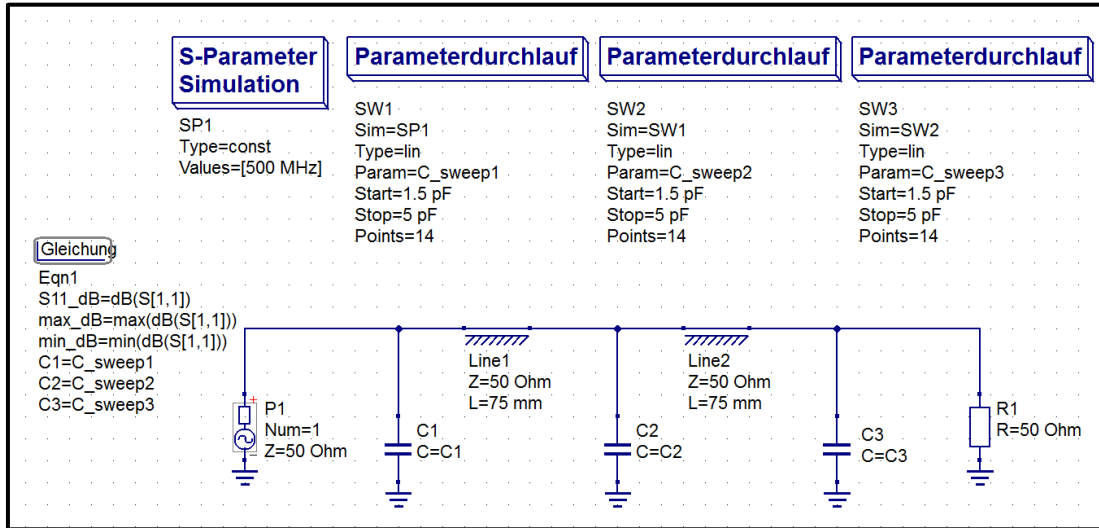 S-Parameter
Simulation
SP1
Type=const
Values=[500 MHz]
Parameterdurchlauf
SW1
Sim=SP1
Type=lin
Param=C_sweep1
Start=1.5 pF
Stop=5 pF
Points=14
Parameterdurchlauf
SW2
Sim=SW1
Type=lin
Param=C_sweep2
Start=1.5 pF
Stop=5 pF
Points=14
Parameterdurchlauf
SW3
Sim=SW2
Type=lin
Param=C_sweep3
Start=1.5 pF
Stop=5 pF
Points=14
Gleichung
Eqn1
S11_dB=dB(S[1,1])
max_dB=max(dB(S[1,1]))
min_dB=min(dB(S[1,1]))
C1=C_sweep1
C2=C_sweep2
C3=C_sweep3
P1
Num=1
Z=50 Ohm
C1
C=C1
Line1
Z=50 Ohm
L=75 mm
C2
C=C2
Line2
Z=50 Ohm
L=75 mm
C3
C=C3
R1
R=50 Ohm